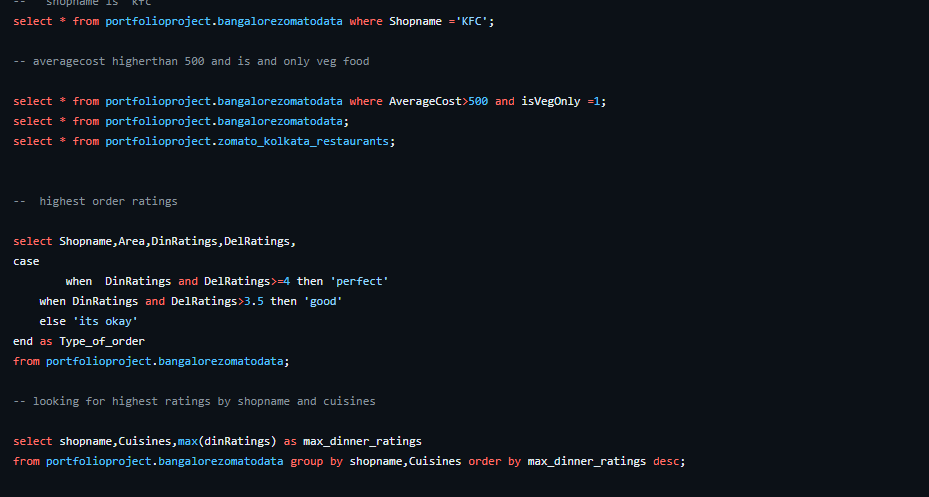 --   shopname is  kfc
select * from portfolioproject.bangalorezomatodata where Shopname ='KFC';
-- averagecost higherthan 500 and is and only veg food
select * from portfolioproject.bangalorezomatodata where AverageCost>500 and isVegOnly =1;
select * from portfolioproject.bangalorezomatodata;
select * from portfolioproject.zomato_kolkata_restaurants;
--  highest order ratings
select Shopname,Area,DinRatings,DelRatings,
case
        when  DinRatings and DelRatings>=4 then 'perfect'
    when DinRatings and DelRatings>3.5 then 'good'
    else 'its okay'
end as Type_of_order
from portfolioproject.bangalorezomatodata;
-- looking for highest ratings by shopname and cuisines
select shopname,Cuisines,max(dinRatings) as max_dinner_ratings
from portfolioproject.bangalorezomatodata group by shopname,Cuisines order by max_dinner_ratings desc;